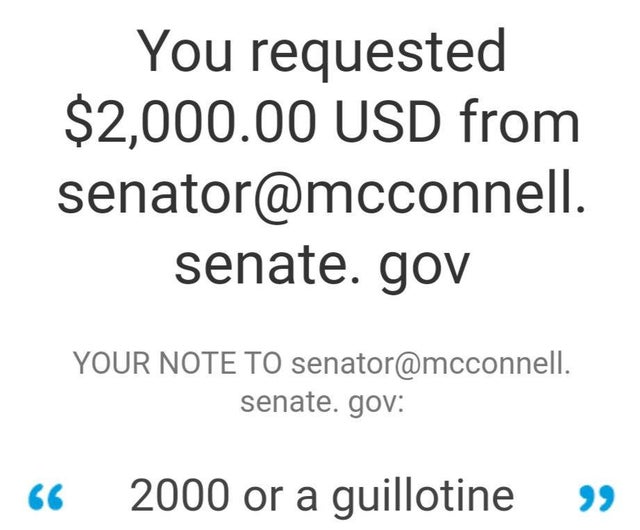 You requested
$2,000.00 USD from
senator@mcconnell.
senate. gov
YOUR NOTE TO senator@mcconnell.
senate. gov:
“ 2000 or a guillotine ”